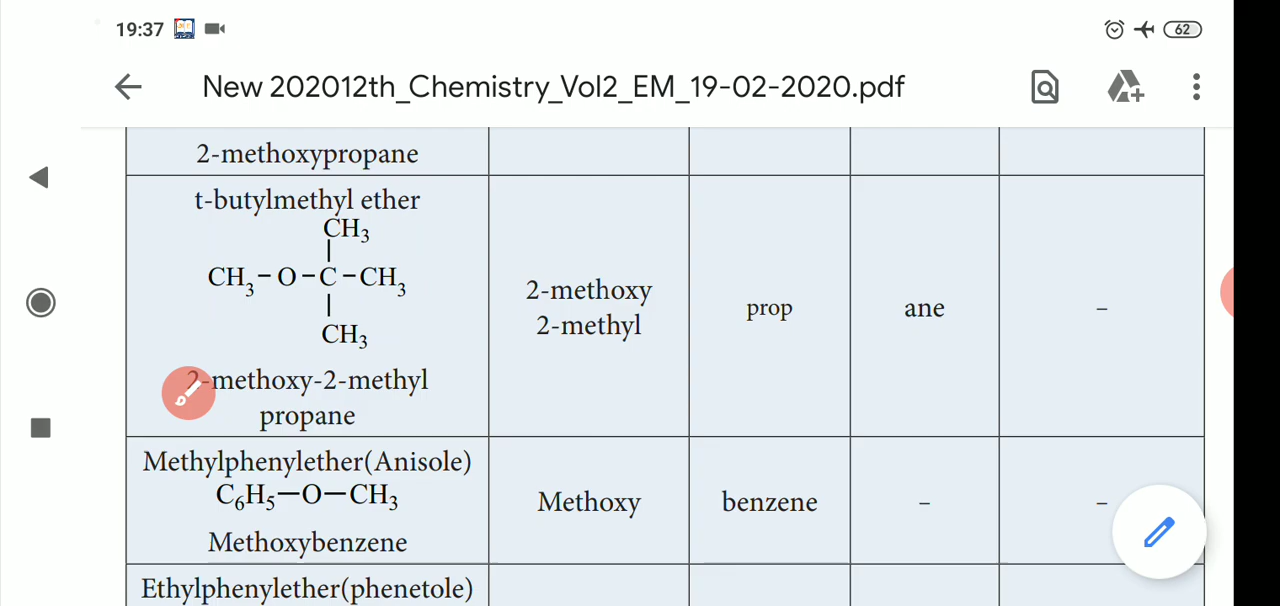 19:37
62
New 202012th_Chemistry_Vol2_EM_19-02-2020.pdf
2-methoxypropane
t-butylmethyl ether
CH₃
CH₃-O-C-CH₃
CH₃
2-methoxy-2-methyl
propane
2-methoxy
2-methyl
prop
ane
–
Methylphenylether(Anisole)
C₆H₅—O—CH₃
Methoxybenzene
Methoxy
benzene
–
–
Ethylphenylether(phenetole)